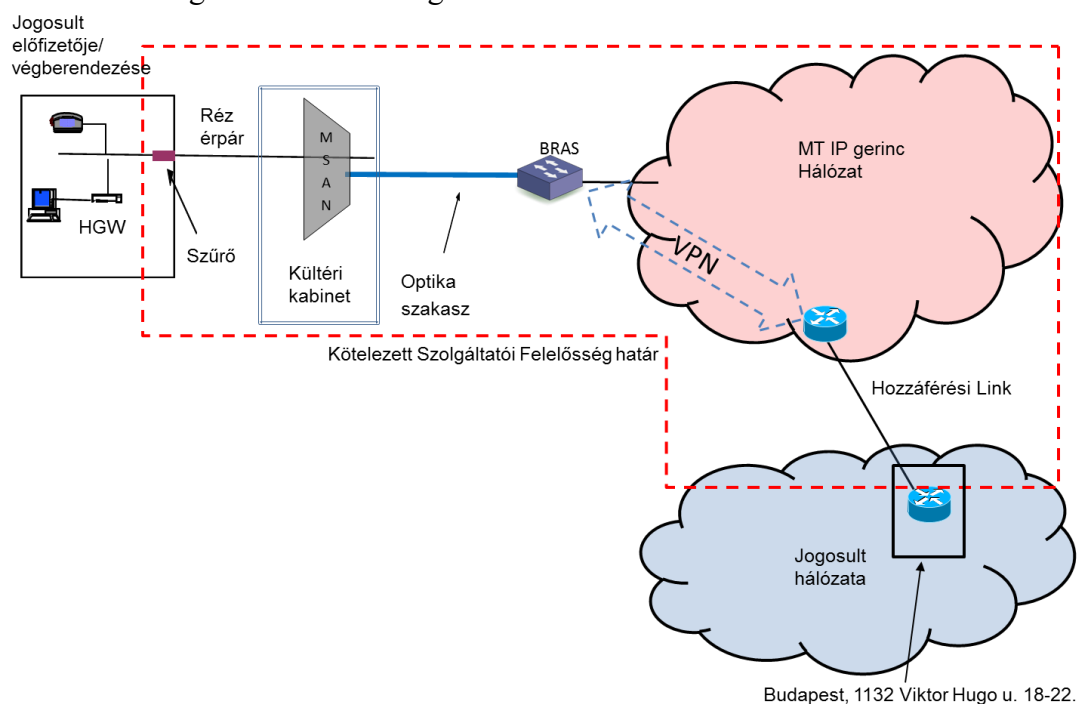 Jogosult
előfizetője/
végberendezése
Réz
érpár
M
S
A
N
BRAS
MT IP gerinc
Hálózat
HGW
Szűrő
VPN
Kültéri
kabinet
Optika
szakasz
Kötelezett Szolgáltatói Felelősség határ
Hozzáférési Link
Jogosult
hálózata
Budapest, 1132 Viktor Hugo u. 18-22.